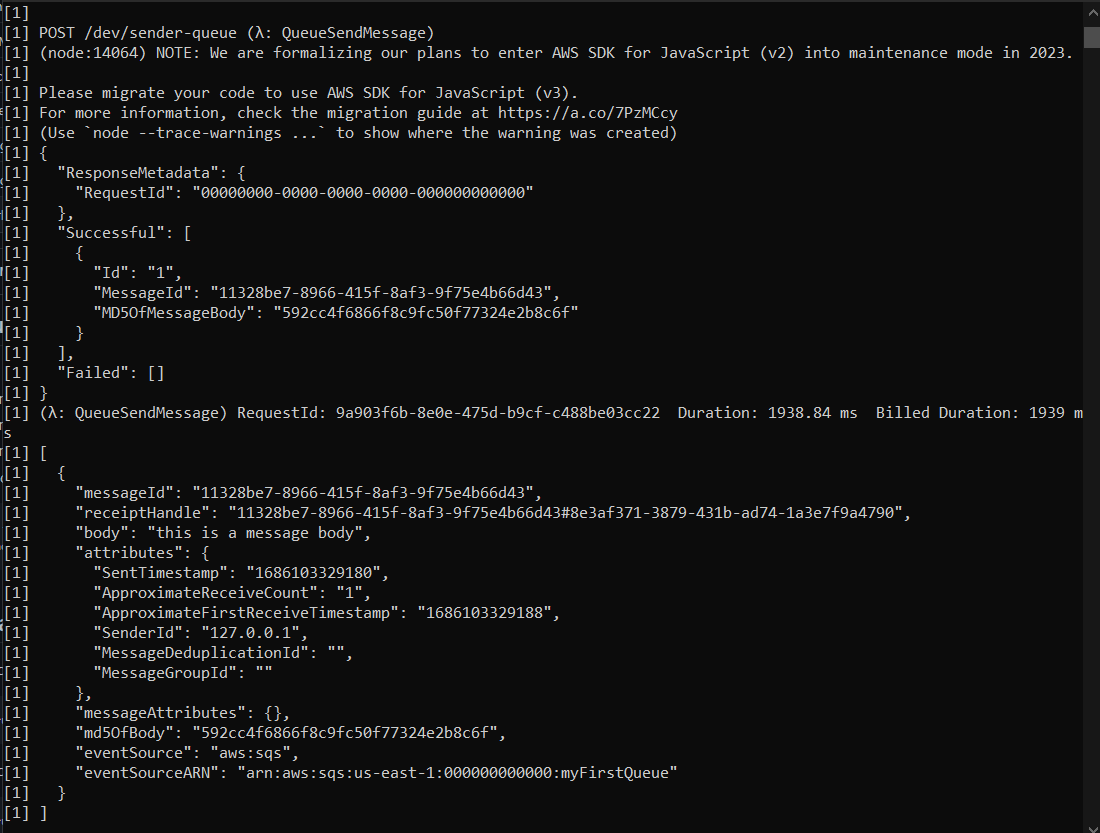 [1]
[1] POST /dev/sender-queue (λ: QueueSendMessage)
[1] (node:14064) NOTE: We are formalizing our plans to enter AWS SDK for JavaScript (v2) into maintenance mode in 2023.
[1]
[1] Please migrate your code to use AWS SDK for JavaScript (v3).
[1] For more information, check the migration guide at https://a.co/7PzMCcy
[1] (Use `node --trace-warnings ...` to show where the warning was created)
[1] {
[1]   "ResponseMetadata": {
[1]     "RequestId": "00000000-0000-0000-0000-000000000000"
[1]   },
[1]   "Successful": [
[1]     {
[1]       "Id": "1",
[1]       "MessageId": "11328be7-8966-415f-8af3-9f75e4b66d43",
[1]       "MD5OfMessageBody": "592cc4f6866f8c9fc50f77324e2b8c6f"
[1]     }
[1]   ],
[1]   "Failed": []
[1] }
[1] (λ: QueueSendMessage) RequestId: 9a903f6b-8e0e-475d-b9cf-c488be03cc22  Duration: 1938.84 ms  Billed Duration: 1939 m
s
[1] [
[1]   {
[1]     "messageId": "11328be7-8966-415f-8af3-9f75e4b66d43",
[1]     "receiptHandle": "11328be7-8966-415f-8af3-9f75e4b66d43#8e3af371-3879-431b-ad74-1a3e7f9a4790",
[1]     "body": "this is a message body",
[1]     "attributes": {
[1]       "SentTimestamp": "1686103329180",
[1]       "ApproximateReceiveCount": "1",
[1]       "ApproximateFirstReceiveTimestamp": "1686103329188",
[1]       "SenderId": "127.0.0.1",
[1]       "MessageDeduplicationId": "",
[1]       "MessageGroupId": ""
[1]     },
[1]     "messageAttributes": {},
[1]     "md5OfBody": "592cc4f6866f8c9fc50f77324e2b8c6f",
[1]     "eventSource": "aws:sqs",
[1]     "eventSourceARN": "arn:aws:sqs:us-east-1:000000000000:myFirstQueue"
[1]   }
[1] ]